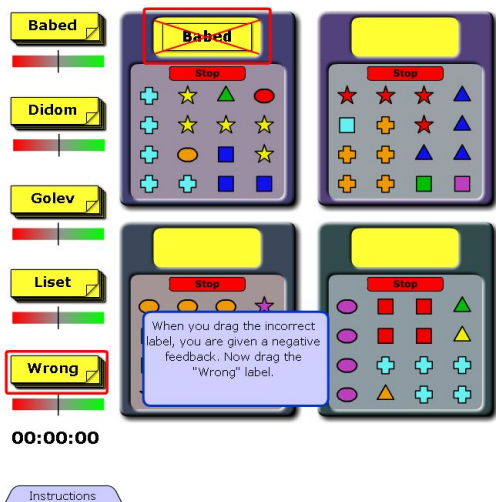 Babed
Babed
Stop
Stop
Didom
Golev
Stop
Stop
Liset
When you drag the incorrect
label, you are given a negative
feedback. Now drag the
"Wrong" label.
Wrong
00:00:00
Instructions